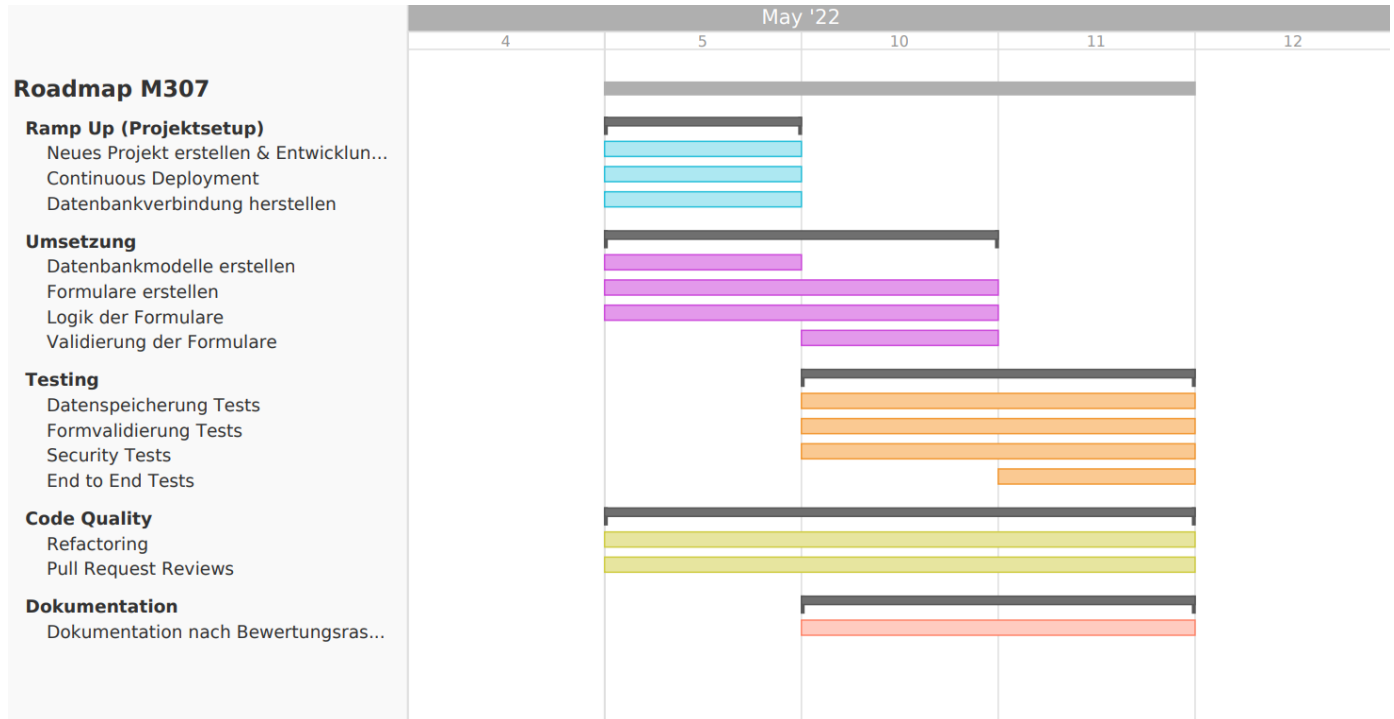 May '22
4 5 10 11 12
Roadmap M307
Ramp Up (Projektsetup)
Neues Projekt erstellen & Entwicklun...
Continuous Deployment
Datenbankverbindung herstellen
Umsetzung
Datenbankmodelle erstellen
Formulare erstellen
Logik der Formulare
Validierung der Formulare
Testing
Datenspeicherung Tests
Formvalidierung Tests
Security Tests
End to End Tests
Code Quality
Refactoring
Pull Request Reviews
Dokumentation
Dokumentation nach Bewertungsras...